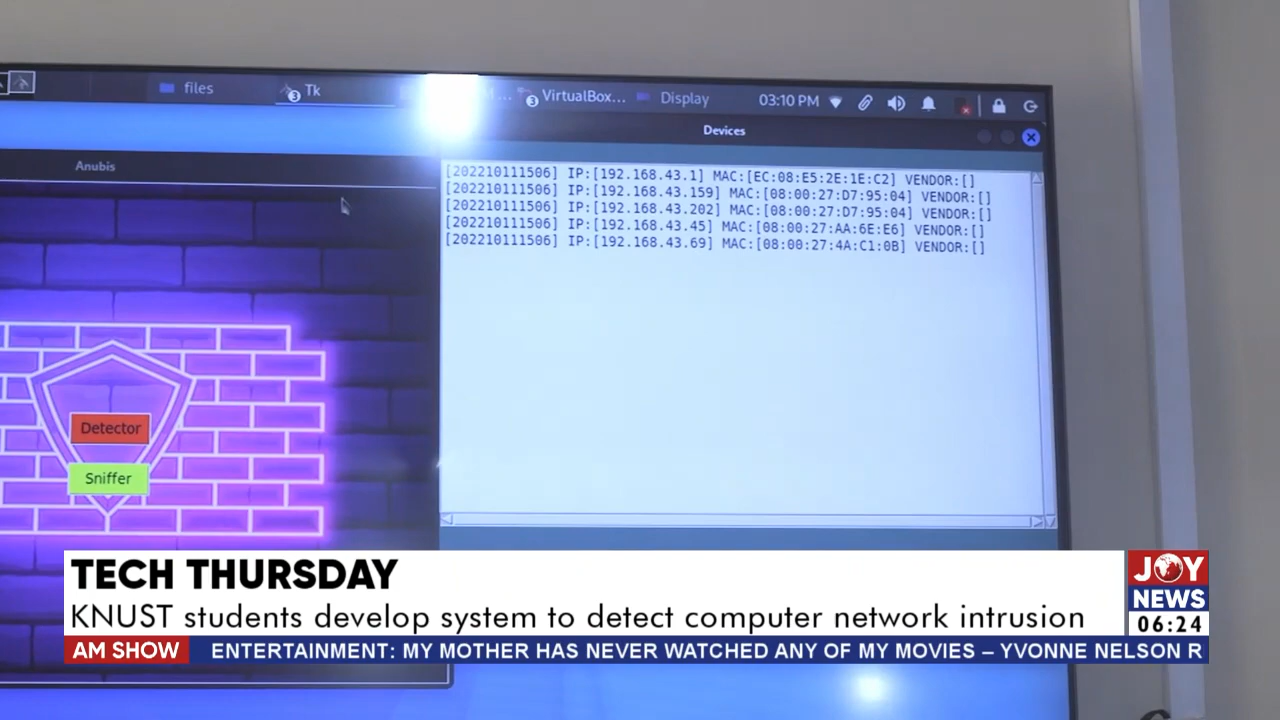 files
Tk
3
VirtualBox...
3
Display
03:10 PM
Devices
Anubis
[202210111506] IP:[192.168.43.1] MAC:[EC:08:E5:2E:1E:C2] VENDOR:[]
[202210111506] IP:[192.168.43.159] MAC:[08:00:27:D7:95:04] VENDOR:[]
[202210111506] IP:[192.168.43.202] MAC:[08:00:27:D7:95:04] VENDOR:[]
[202210111506] IP:[192.168.43.45] MAC:[08:00:27:AA:6E:E6] VENDOR:[]
[202210111506] IP:[192.168.43.69] MAC:[08:00:27:4A:C1:0B] VENDOR:[]
Detector
Sniffer
TECH THURSDAY
KNUST students develop system to detect computer network intrusion
JOY
NEWS
06:24
AM SHOW
ENTERTAINMENT: MY MOTHER HAS NEVER WATCHED ANY OF MY MOVIES – YVONNE NELSON R